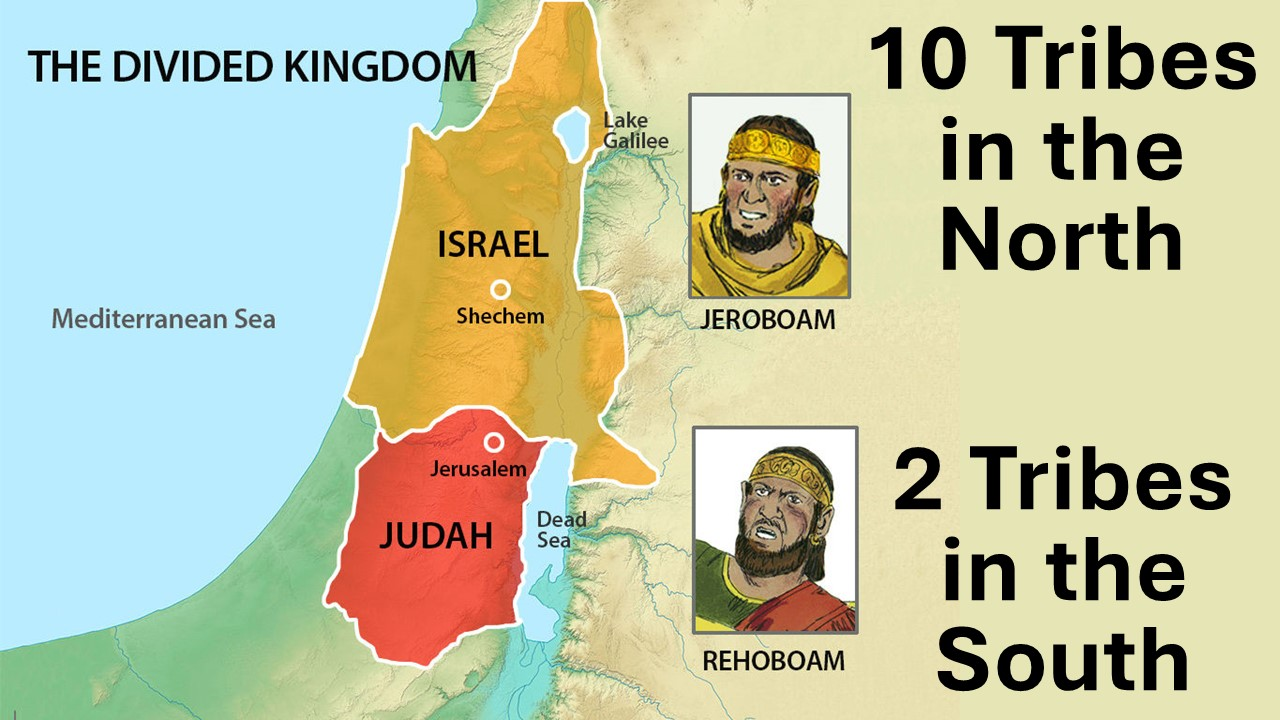 THE DIVIDED KINGDOM
10 Tribes
in the
North
Lake
Galilee
ISRAEL
Shechem
Mediterranean Sea
JEROBOAM
Jerusalem
JUDAH
Dead
Sea
2 Tribes
in the
South
REHOBOAM